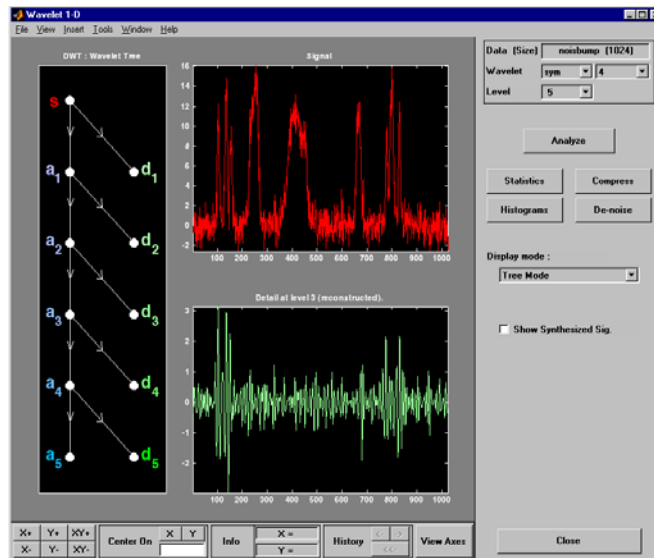 Wavelet 1-D
File View Insert Tools Window Help
DWT : Wavelet Tree
s
a1 d1
a2 d2
a3 d3
a4 d4
a5 d5
Signal
16
14
12
10
8
6
4
2
0
-2
100 200 300 400 500 600 700 800 900 1000
Detail at level 3 (reconstructed).
3
2
1
0
-1
-2
100 200 300 400 500 600 700 800 900 1000
Data (Size) noisbump (1024)
Wavelet sym 4
Level 5
Analyze
Statistics Compress
Histograms De-noise
Display mode :
Tree Mode
Show Synthesized Sig.
X+ Y+ XY+
X- Y- XY-
Center On X Y
Info X =
Y =
History <- ->
<<-
View Axes
Close